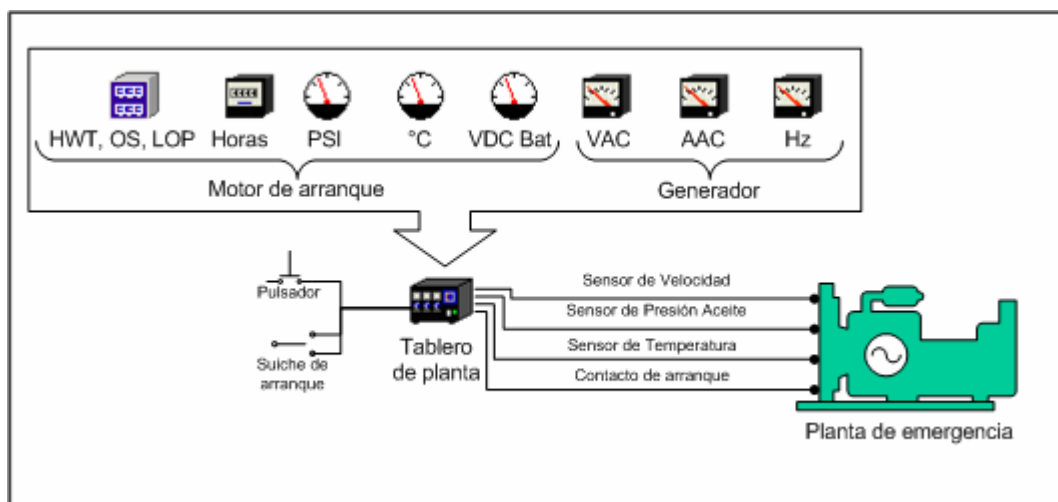 HWT, OS, LOP Horas PSI °C VDC Bat VAC AAC Hz
Motor de arranque Generador
Pulsador
Suiche de
arranque
Tablero
de planta
Sensor de Velocidad
Sensor de Presión Aceite
Sensor de Temperatura
Contacto de arranque
Planta de emergencia